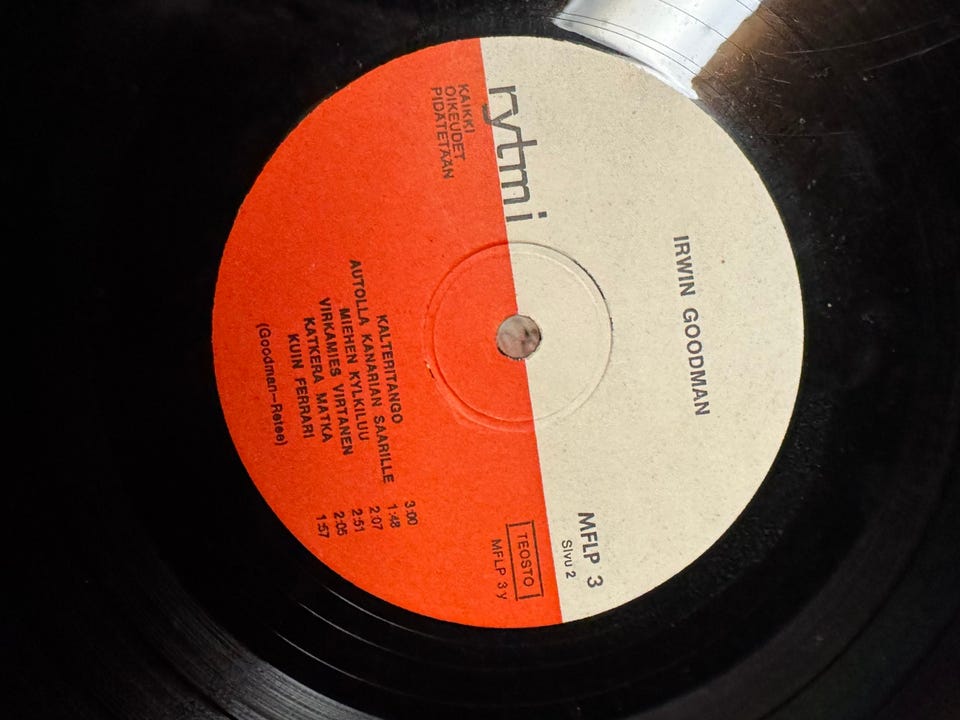 IRWIN GOODMAN
rytmi
MFLP 3
Sivu 2
KAIKKI
OIKEUDET
PIDÄTETÄÄN
TEOSTO
MFLP 3 y
KALTERITANGO 3:00
AUTOLLA KANARIAN SAARILLE 1:48
MIEHEN KYLKILUU 2:07
VIRKAMIES VIRTANEN 2:51
KATKERA MATKA 2:05
KUIN FERRARI 1:57
(Goodman-Retee)